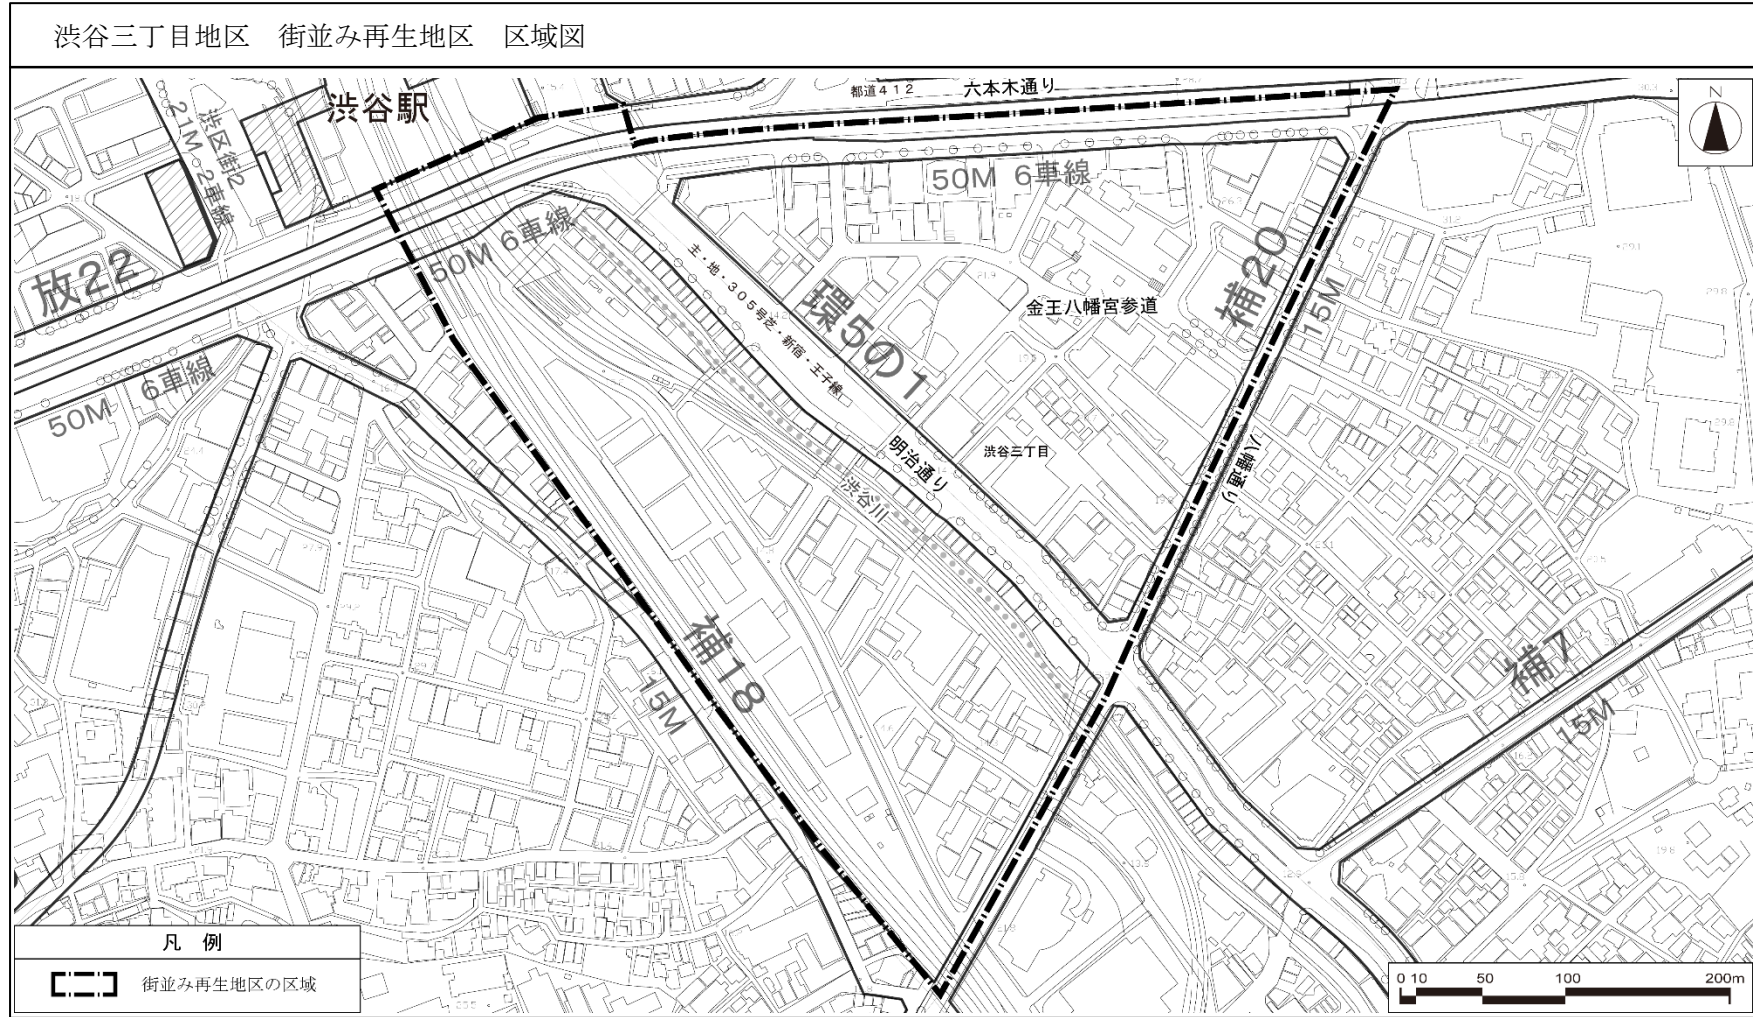 渋谷三丁目地区 街並み再生地区 区域図
渋谷駅
都道412
六本木通り
N
渋区街2
21M 2車線
放22
50M 6車線
50M 6車線
50M 6車線
環5の1
主・地・305号芝・新宿・王子線
金王八幡宮参道
補20
15M
八幡通り
渋谷三丁目
明治通り
渋谷川
補18
15M
補7
15M
凡 例
街並み再生地区の区域
0 10 50 100 200m